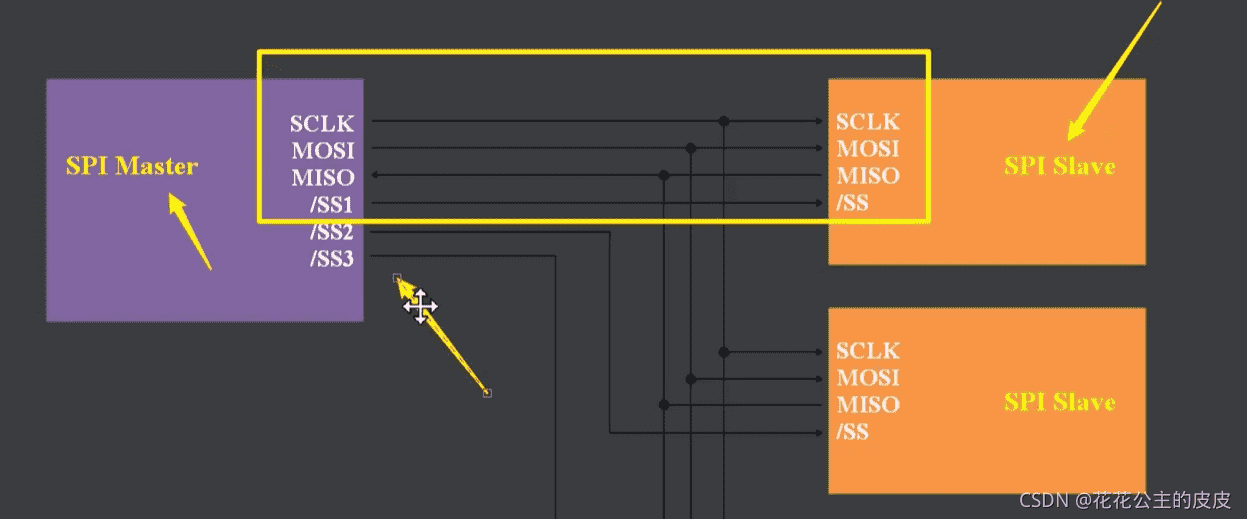 SPI Master
SCLK
MOSI
MISO
/SS1
/SS2
/SS3
SCLK
MOSI
MISO
/SS
SPI Slave
SCLK
MOSI
MISO
/SS
SPI Slave
CSDN @花花公主的皮皮